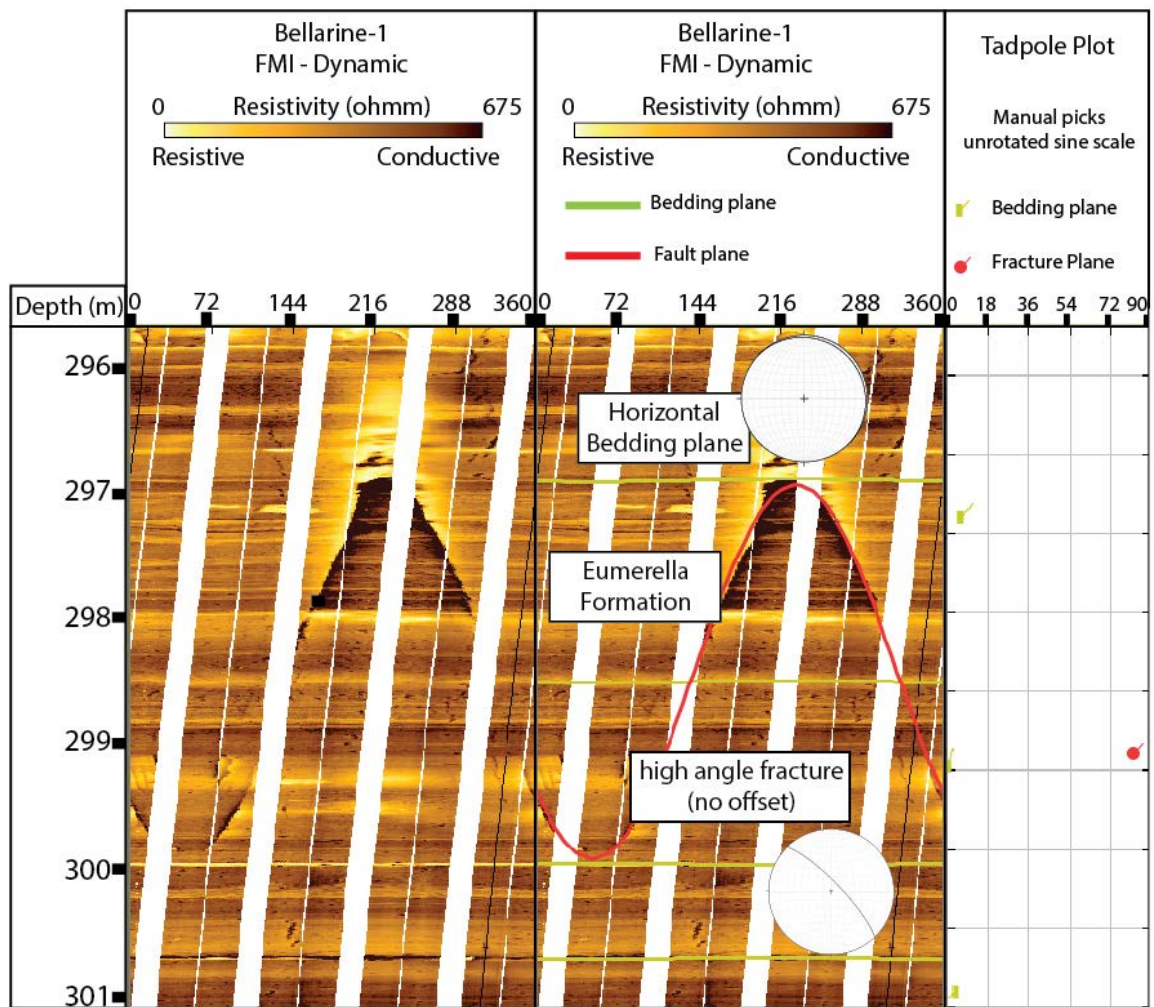 Bellarine-1
FMI - Dynamic
0 Resistivity (ohmm) 675
Resistive Conductive
Bellarine-1
FMI - Dynamic
0 Resistivity (ohmm) 675
Resistive Conductive
Bedding plane
Fault plane
Tadpole Plot
Manual picks
unrotated sine scale
Bedding plane
Fracture Plane
Depth (m)
0 72 144 216 288 360
0 72 144 216 288 360
0 18 36 54 72 90
296
297
298
299
300
301
Horizontal
Bedding plane
Eumerella
Formation
high angle fracture
(no offset)